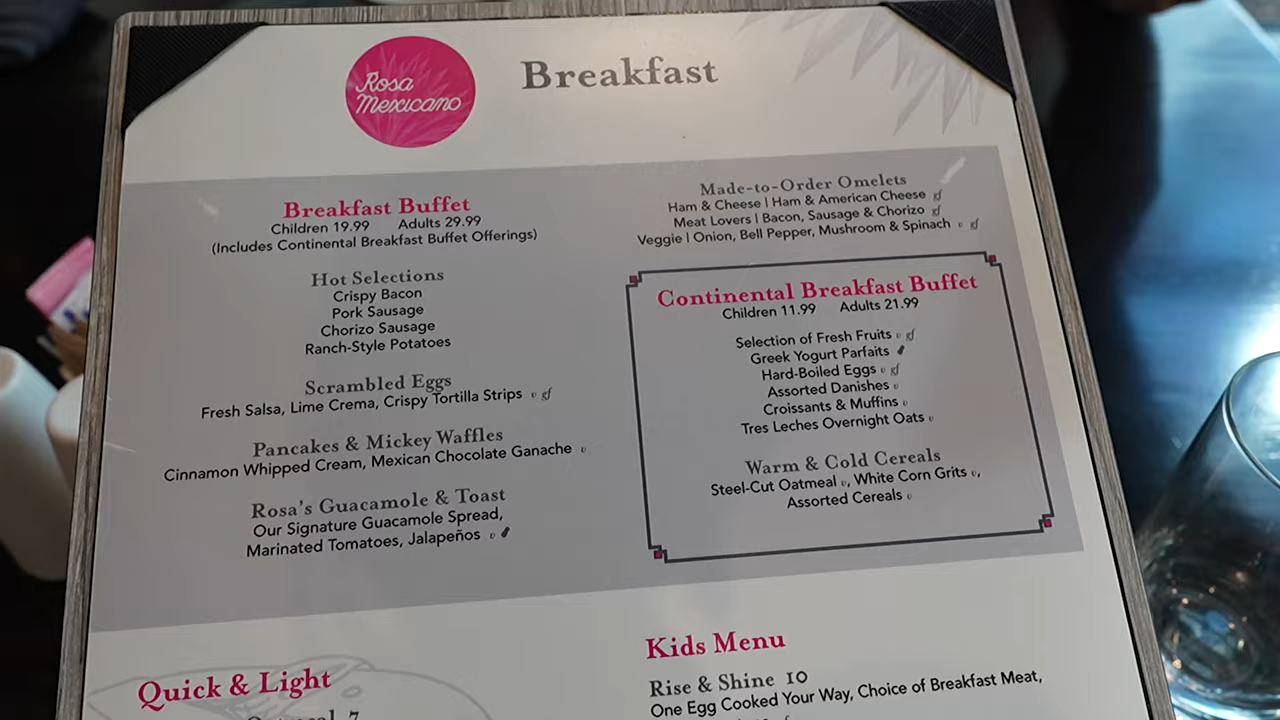 Rosa
Mexicano
Breakfast
Breakfast Buffet
Children 19.99 Adults 29.99
(Includes Continental Breakfast Buffet Offerings)
Hot Selections
Crispy Bacon
Pork Sausage
Chorizo Sausage
Ranch-Style Potatoes
Scrambled Eggs
Fresh Salsa, Lime Crema, Crispy Tortilla Strips v gf
Pancakes & Mickey Waffles
Cinnamon Whipped Cream, Mexican Chocolate Ganache v
Rosa's Guacamole & Toast
Our Signature Guacamole Spread,
Marinated Tomatoes, Jalapeños v
Made-to-Order Omelets
Ham & Cheese | Ham & American Cheese gf
Meat Lovers | Bacon, Sausage & Chorizo gf
Veggie | Onion, Bell Pepper, Mushroom & Spinach v gf
Continental Breakfast Buffet
Children 11.99 Adults 21.99
Selection of Fresh Fruits v gf
Greek Yogurt Parfaits
Hard-Boiled Eggs v gf
Assorted Danishes v
Croissants & Muffins v
Tres Leches Overnight Oats v
Warm & Cold Cereals
Steel-Cut Oatmeal v, White Corn Grits v,
Assorted Cereals v
Quick & Light
Kids Menu
Rise & Shine 10
One Egg Cooked Your Way, Choice of Breakfast Meat,